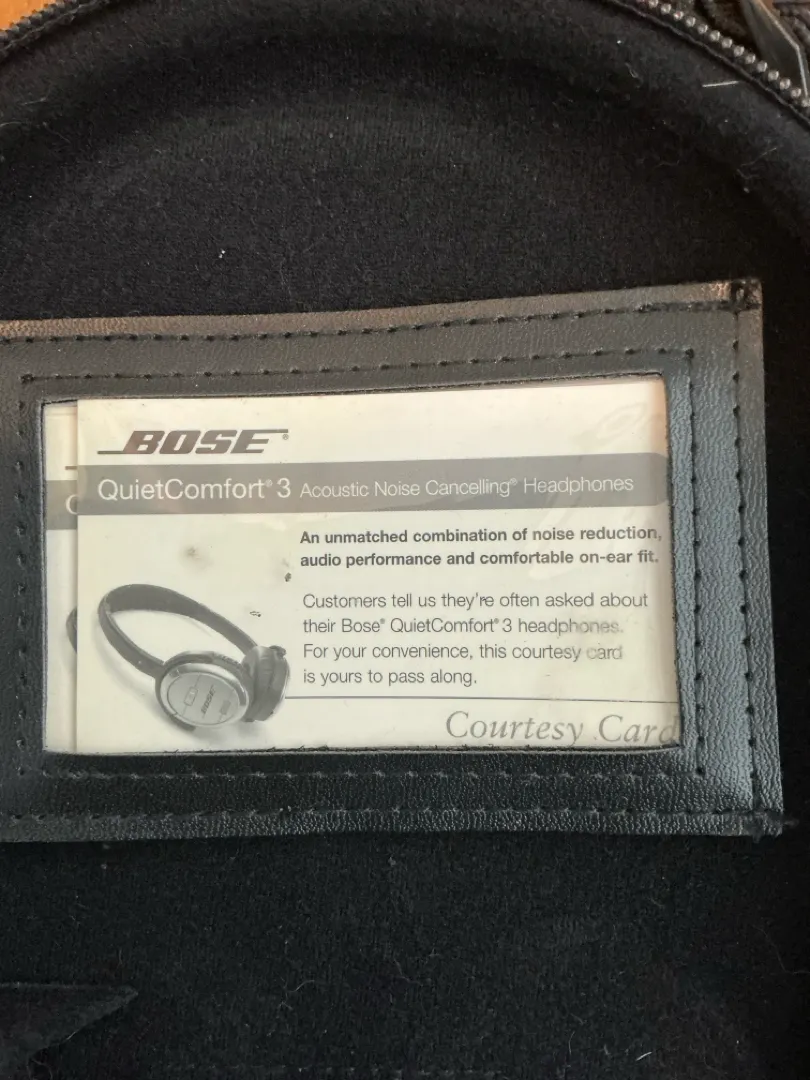 BOSE®
QuietComfort® 3 Acoustic Noise Cancelling® Headphones
An unmatched combination of noise reduction,
audio performance and comfortable on-ear fit.
Customers tell us they're often asked about
their Bose® QuietComfort® 3 headphones.
For your convenience, this courtesy card
is yours to pass along.
Courtesy Card
BOSE